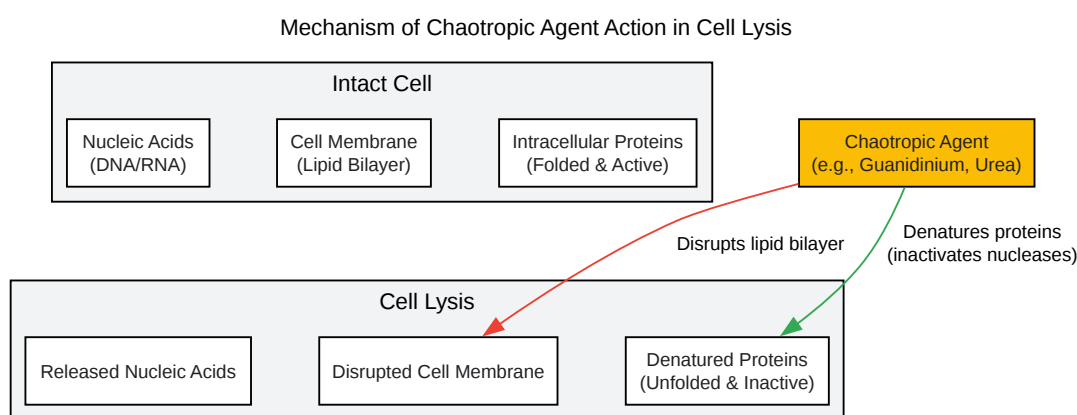 Mechanism of Chaotropic Agent Action in Cell Lysis
Intact Cell
Nucleic Acids
(DNA/RNA)
Cell Membrane
(Lipid Bilayer)
Intracellular Proteins
(Folded & Active)
Chaotropic Agent
(e.g., Guanidinium, Urea)
Disrupts lipid bilayer
Denatures proteins
(inactivates nucleases)
Cell Lysis
Released Nucleic Acids
Disrupted Cell Membrane
Denatured Proteins
(Unfolded & Inactive)